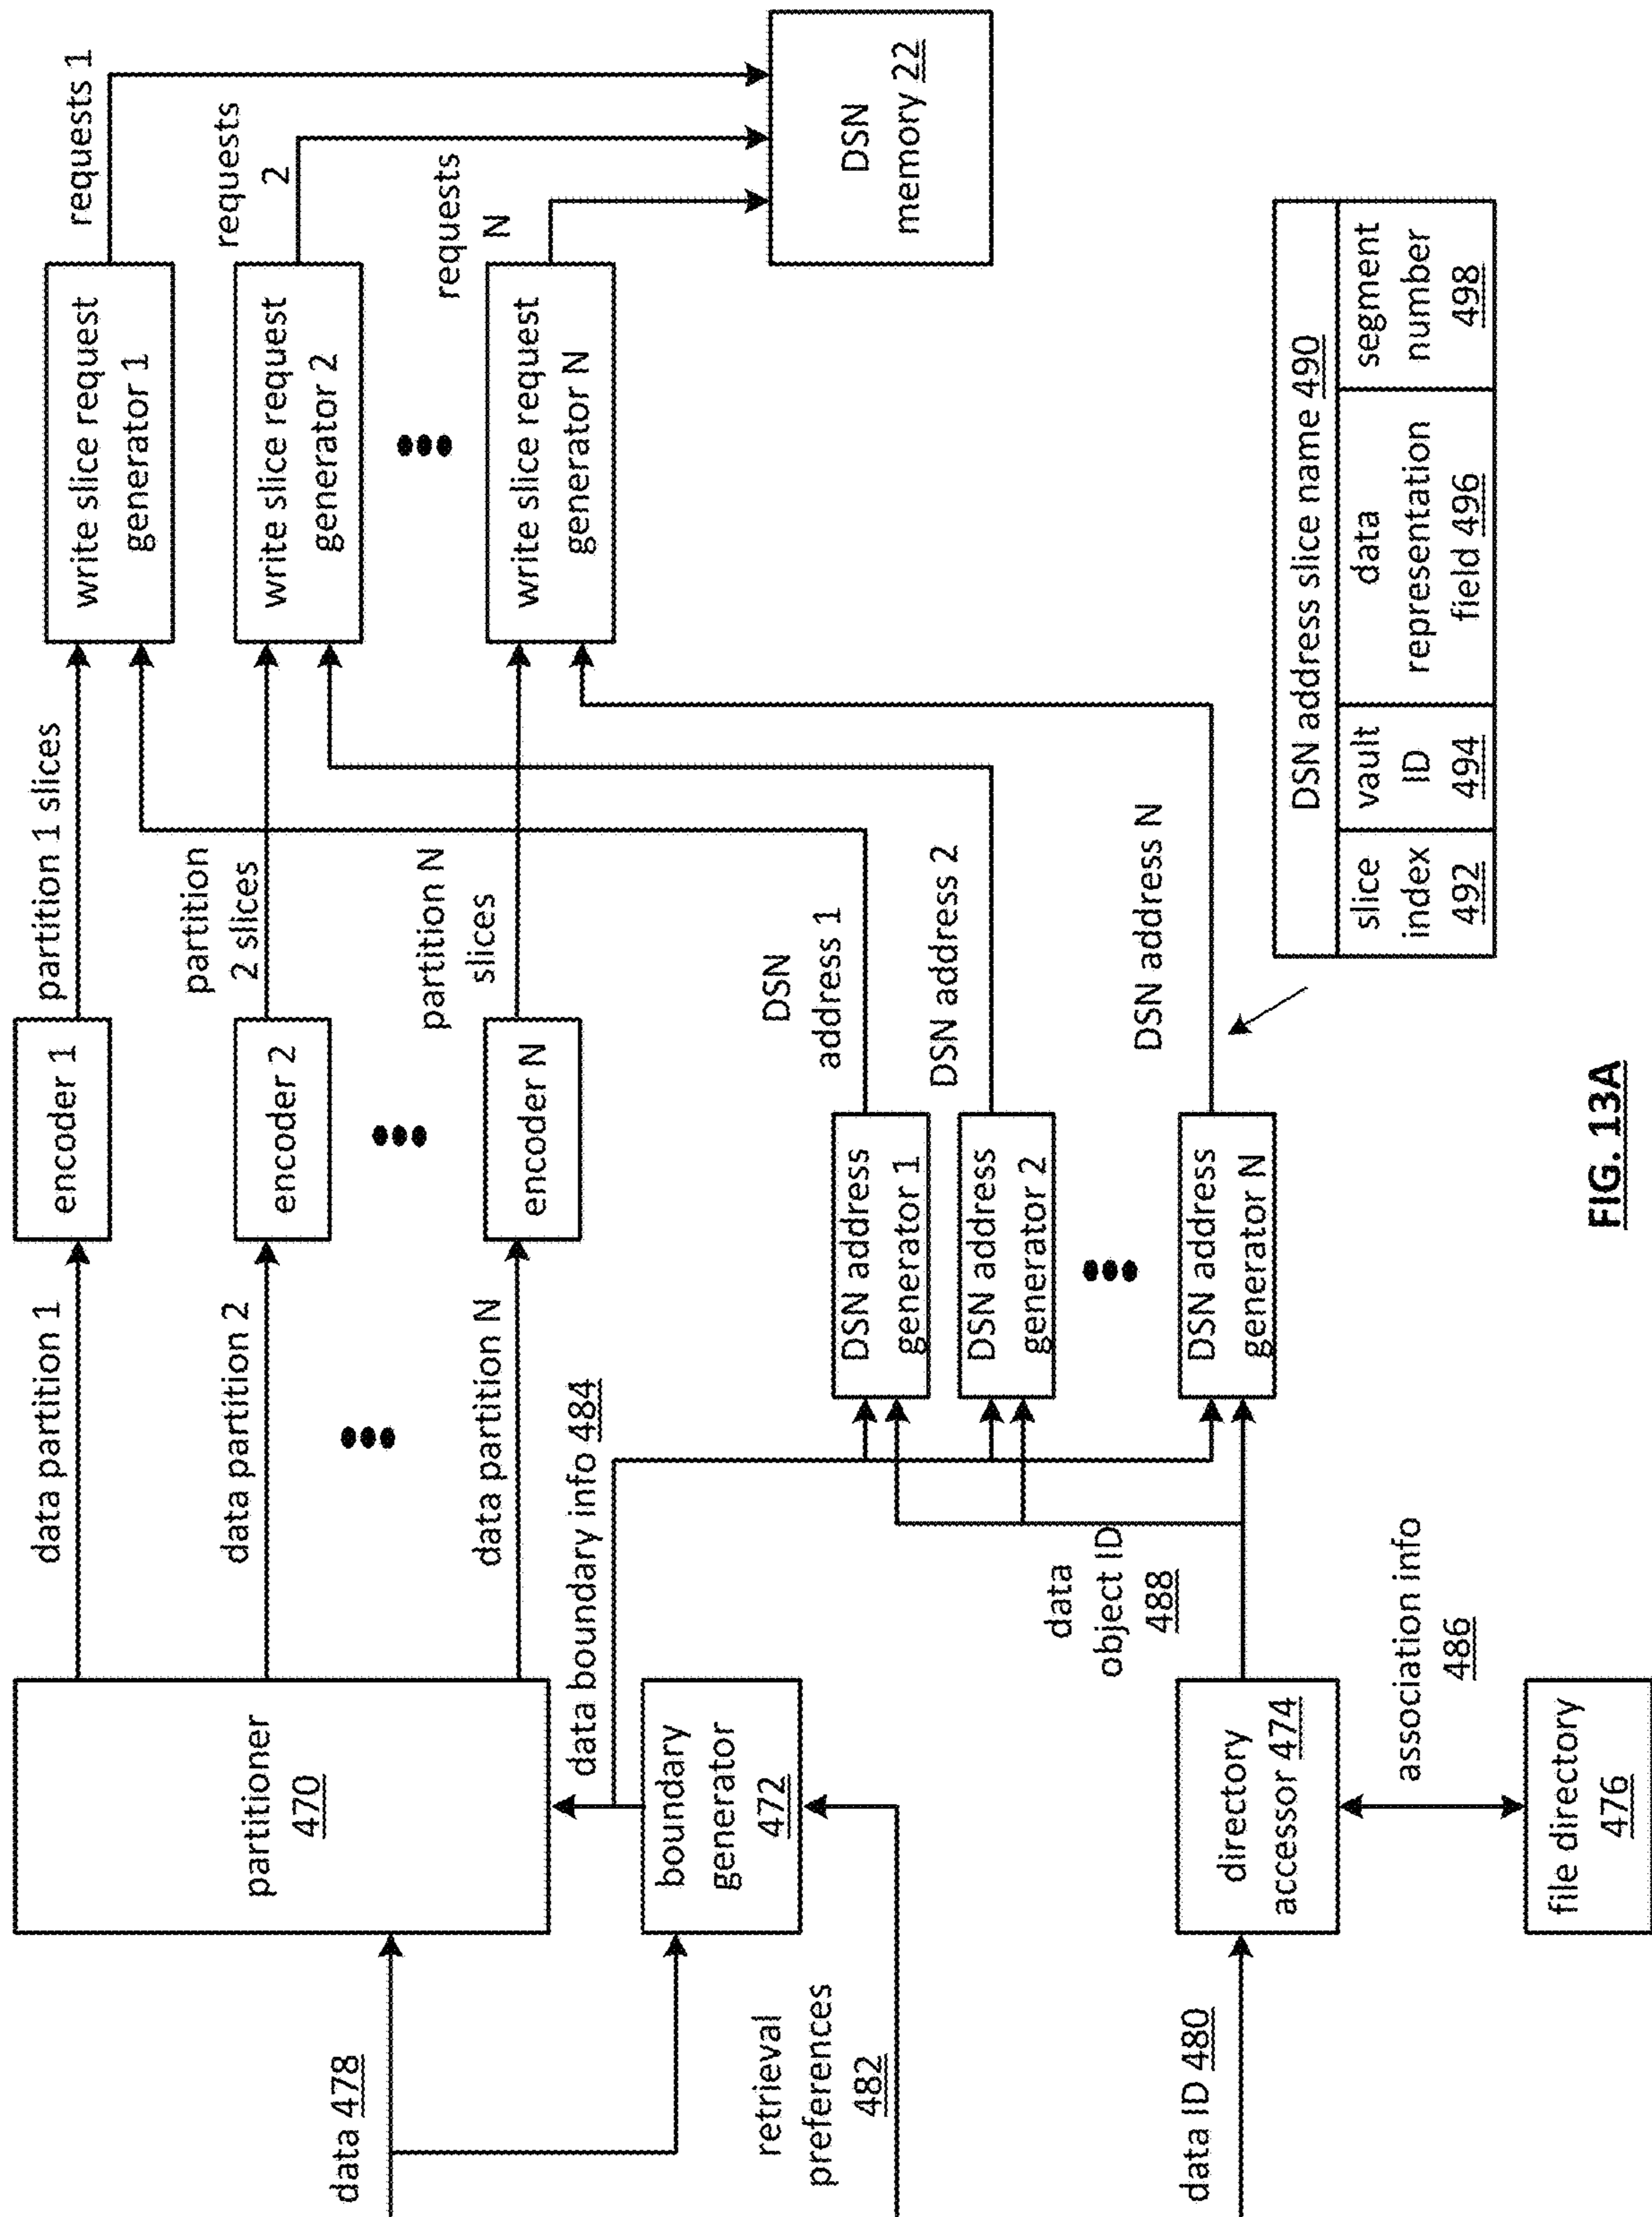 data 478
retrieval
preferences
482
data ID 480
partitioner
470
boundary
generator
472
data boundary info 484
directory
accessor 474
association info
486
file directory
476
data
object ID
488
data partition 1
data partition 2
data partition N
encoder 1
encoder 2
encoder N
DSN address
generator 1
DSN address
generator 2
DSN address
generator N
partition 1 slices
partition
2 slices
partition N
slices
DSN
address 1
DSN address 2
DSN address N
write slice request
generator 1
write slice request
generator 2
write slice request
generator N
requests 1
requests
2
requests
N
DSN
memory 22
DSN address slice name 490
slice
index
492
vault
ID
494
data
representation
field 496
segment
number
498
FIG. 13A